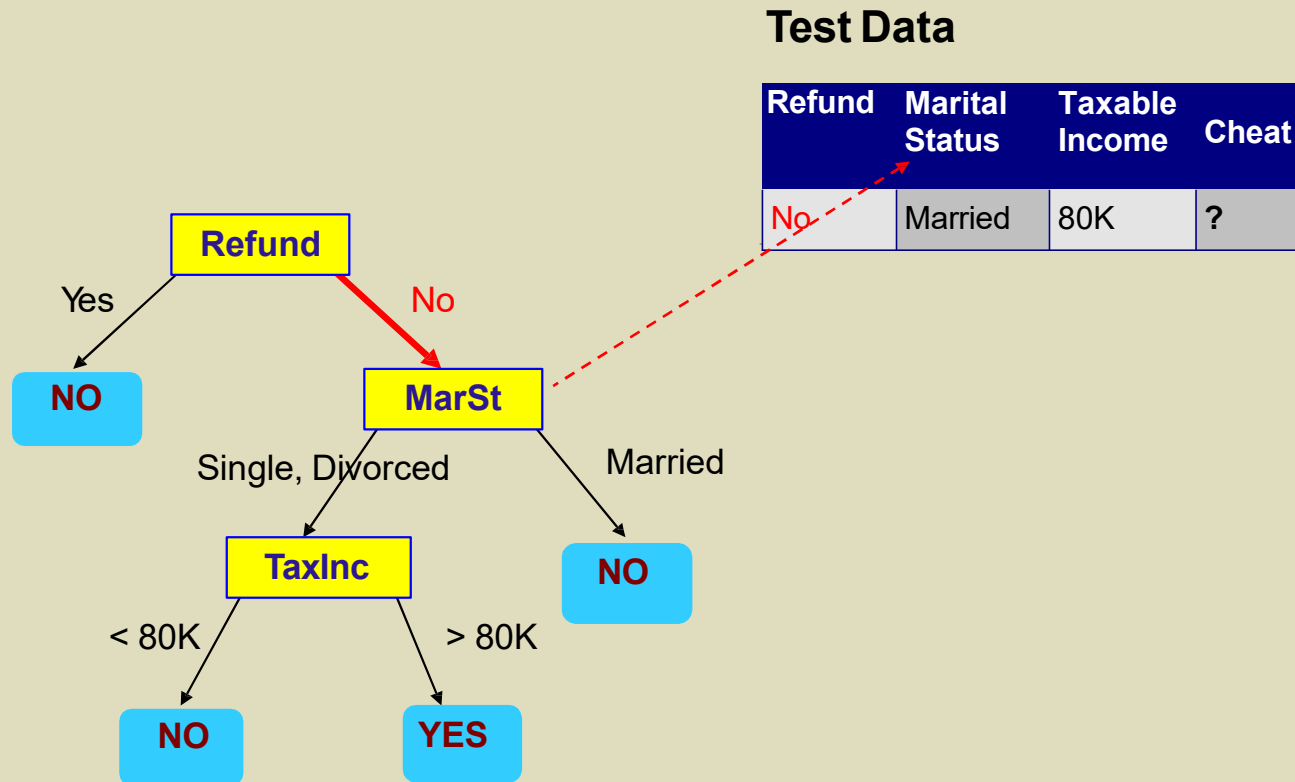 Test Data
Refund Marital Status Taxable Income Cheat
No Married 80K ?
Refund
Yes No
NO MarSt
Single, Divorced Married
TaxInc NO
< 80K > 80K
NO YES